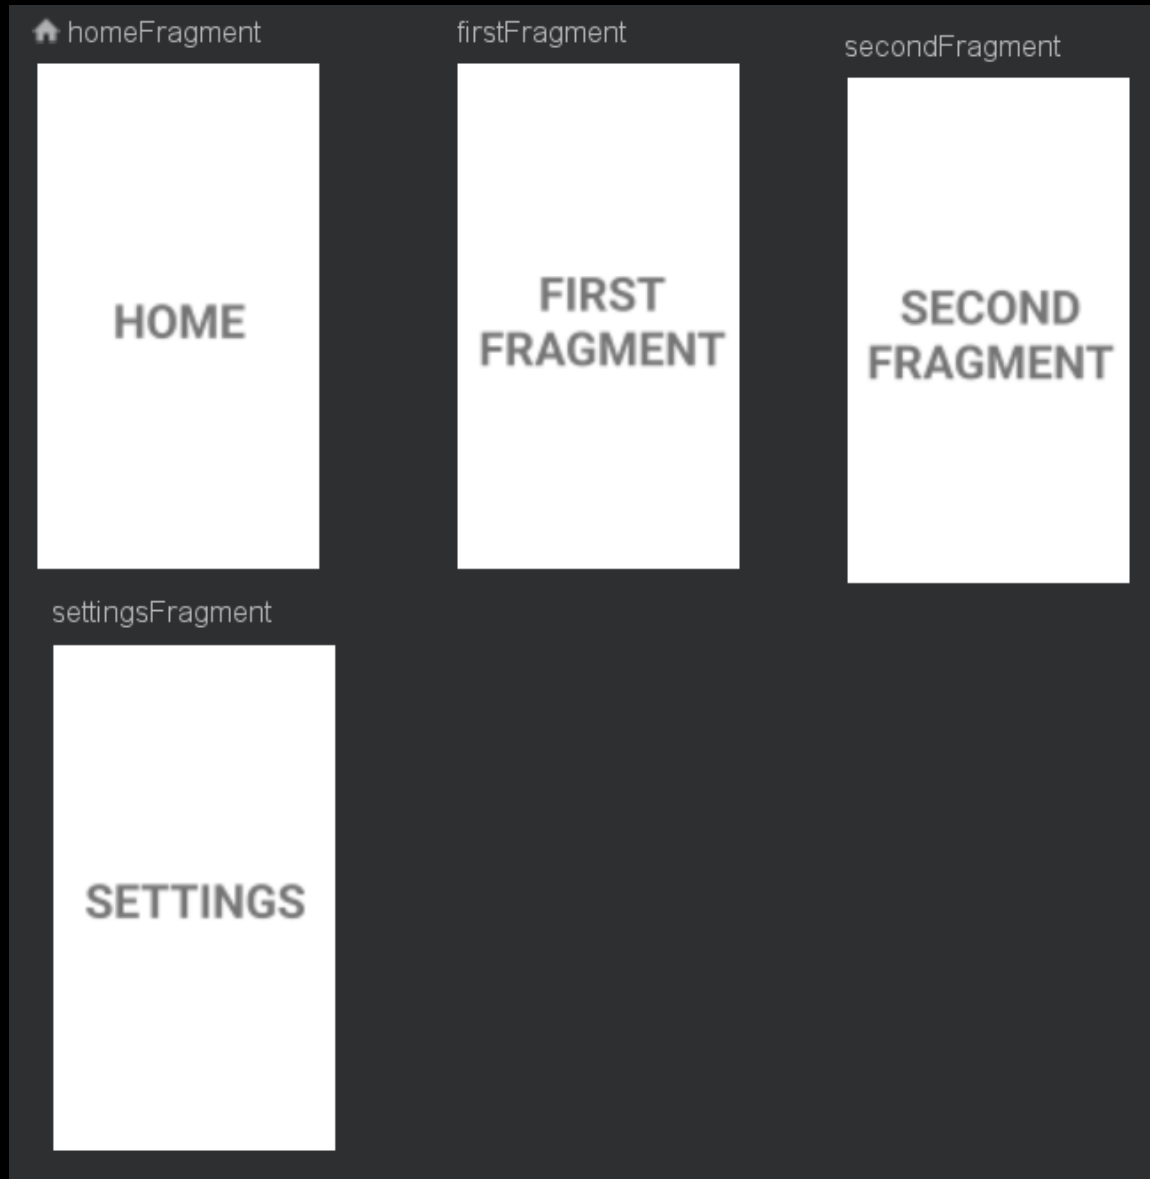 homeFragment
firstFragment
secondFragment
HOME
FIRST
FRAGMENT
SECOND
FRAGMENT
settingsFragment
SETTINGS